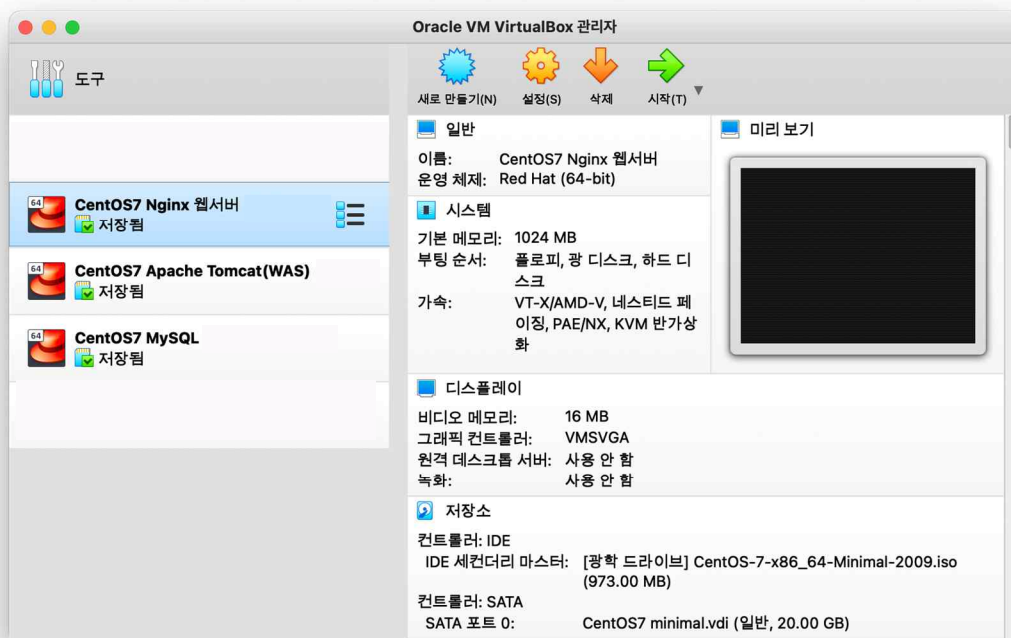 Oracle VM VirtualBox 관리자
도구
새로 만들기(N) 설정(S) 삭제 시작(T)
64
CentOS7 Nginx 웹서버
저장됨
64
CentOS7 Apache Tomcat(WAS)
저장됨
64
CentOS7 MySQL
저장됨
일반
이름: CentOS7 Nginx 웹서버
운영 체제: Red Hat (64-bit)
미리 보기
시스템
기본 메모리: 1024 MB
부팅 순서: 플로피, 광 디스크, 하드 디
스크
가속: VT-X/AMD-V, 네스티드 페
이징, PAE/NX, KVM 반가상
화
디스플레이
비디오 메모리: 16 MB
그래픽 컨트롤러: VMSVGA
원격 데스크톱 서버: 사용 안 함
녹화: 사용 안 함
저장소
컨트롤러: IDE
IDE 세컨더리 마스터: [광학 드라이브] CentOS-7-x86_64-Minimal-2009.iso
(973.00 MB)
컨트롤러: SATA
SATA 포트 0: CentOS7 minimal.vdi (일반, 20.00 GB)